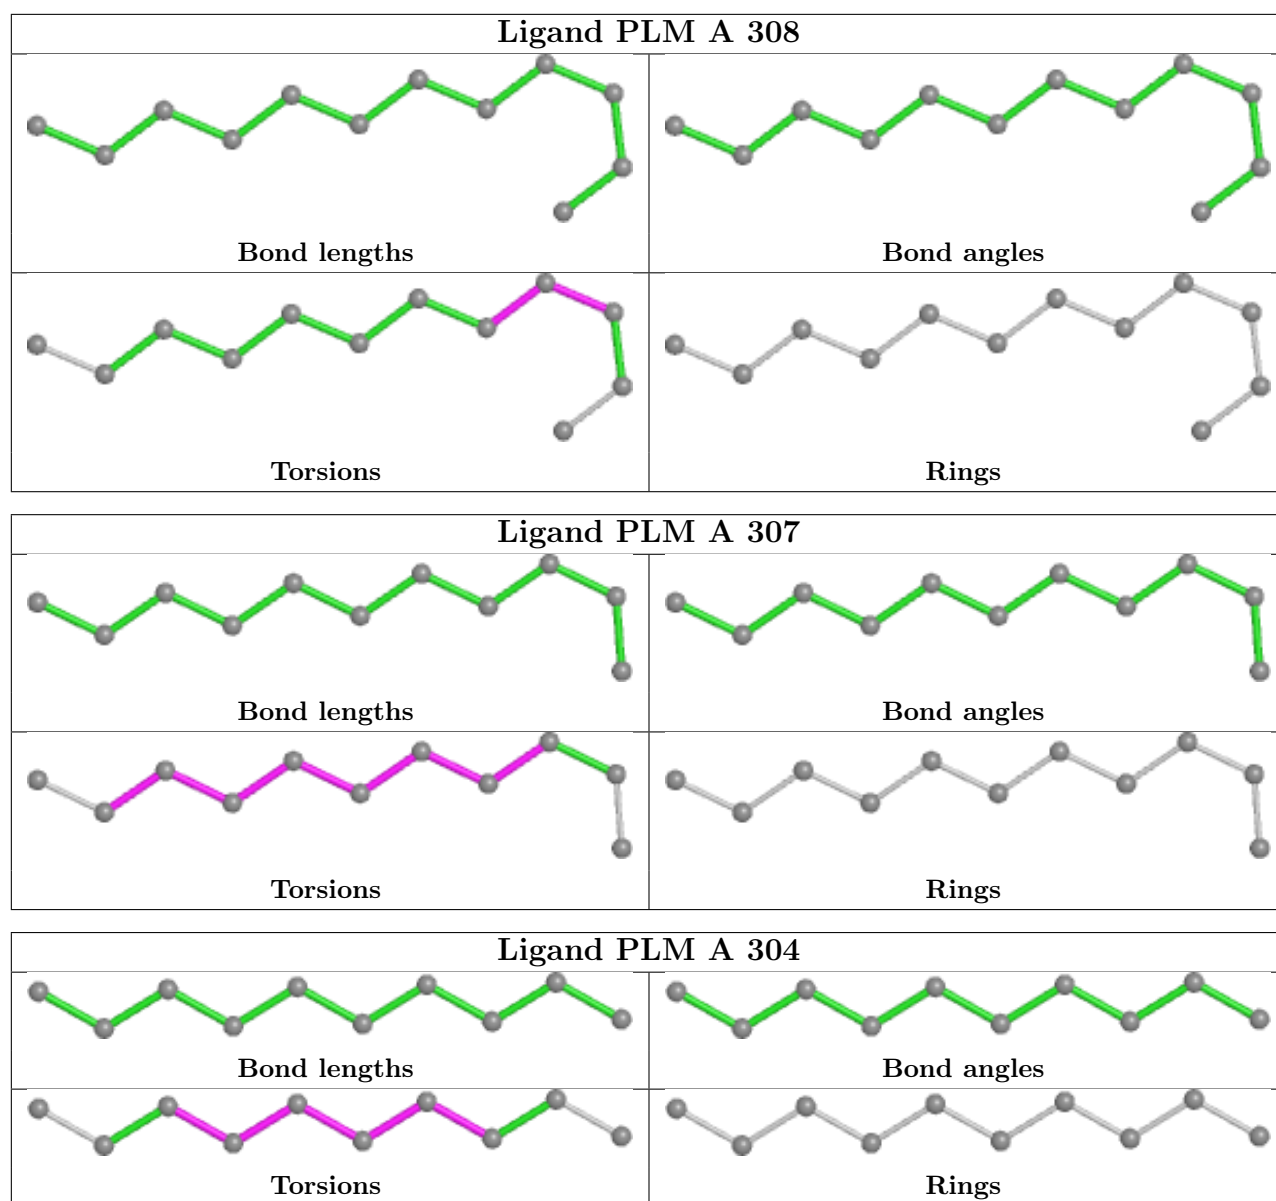 Ligand PLM A 308
Bond lengths
Bond angles
Torsions
Rings
Ligand PLM A 307
Bond lengths
Bond angles
Torsions
Rings
Ligand PLM A 304
Bond lengths
Bond angles
Torsions
Rings